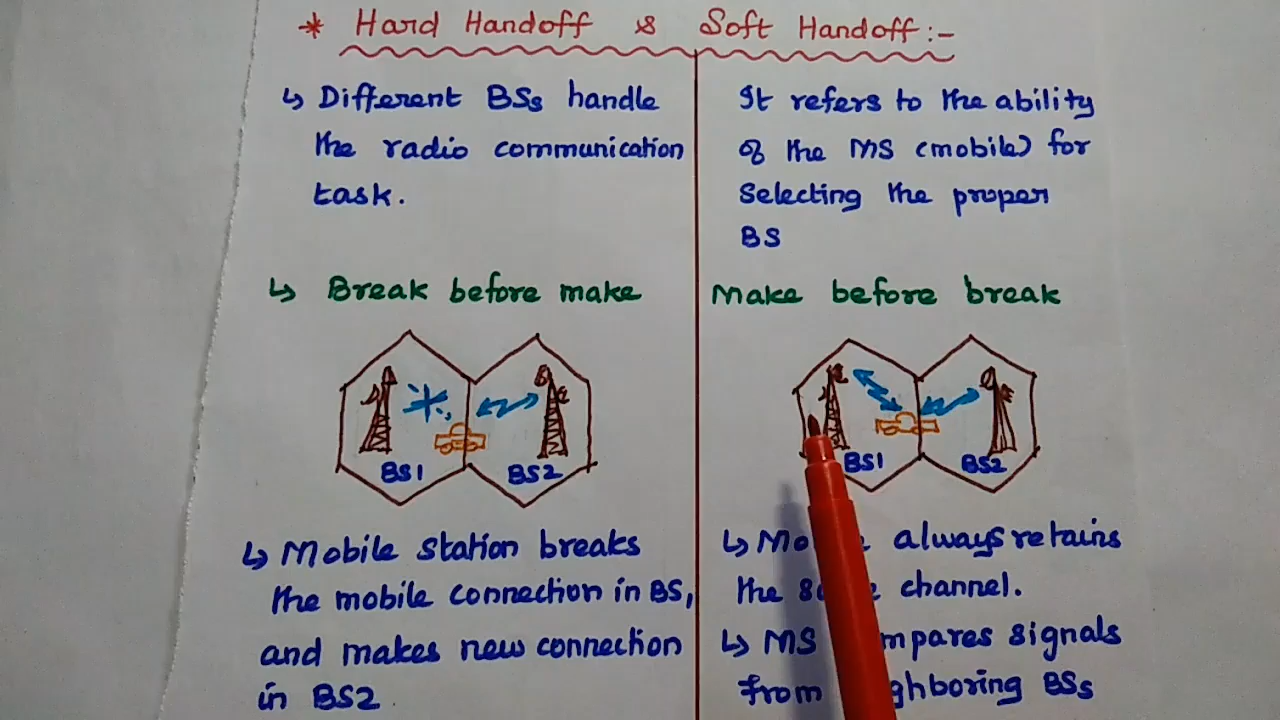 * Hard Handoff & Soft Handoff:-
↳ Different BSs handle
the radio communication
task.
↳ Break before make
BS1
BS2
↳ Mobile station breaks
the mobile connection in BS,
and makes new connection
in BS2
It refers to the ability
of the MS (mobile) for
Selecting the proper
BS
Make before break
BS1
BS2
↳ always retains
the channel.
↳ MS signals
from BSs